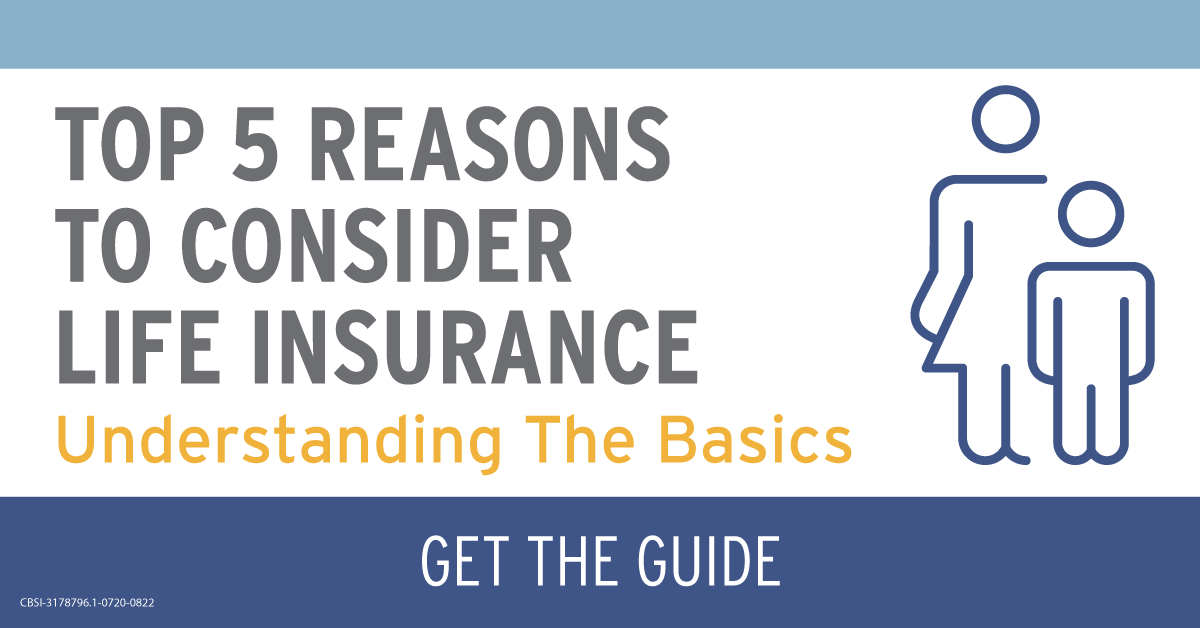 TOP 5 REASONS
TO CONSIDER
LIFE INSURANCE
Understanding The Basics
GET THE GUIDE
CBSI-3178796.1-0720-0822